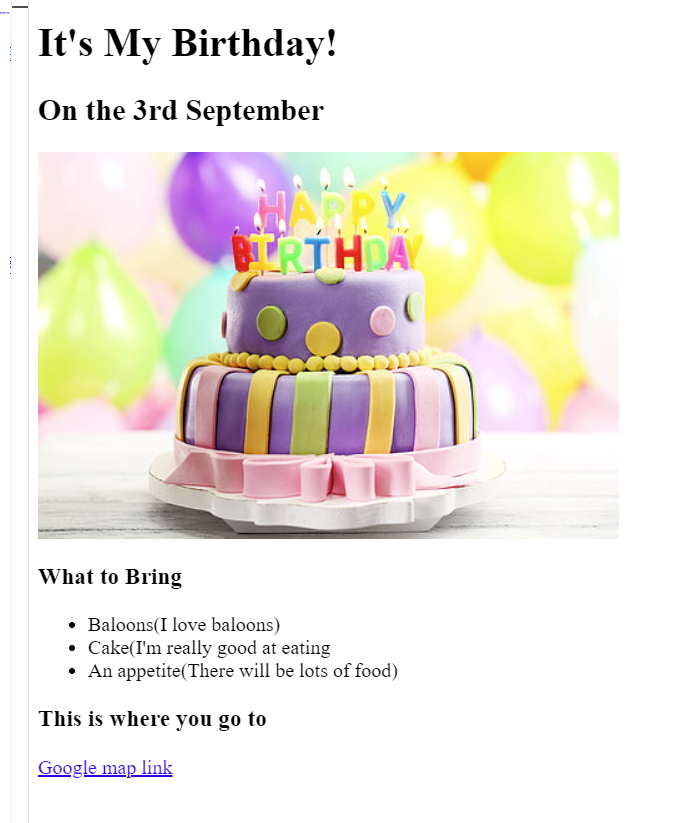 It's My Birthday!
On the 3rd September
HAPPY
BIRTHDAY
What to Bring
Baloons(I love baloons)
Cake(I'm really good at eating
An appetite(There will be lots of food)
This is where you go to
Google map link